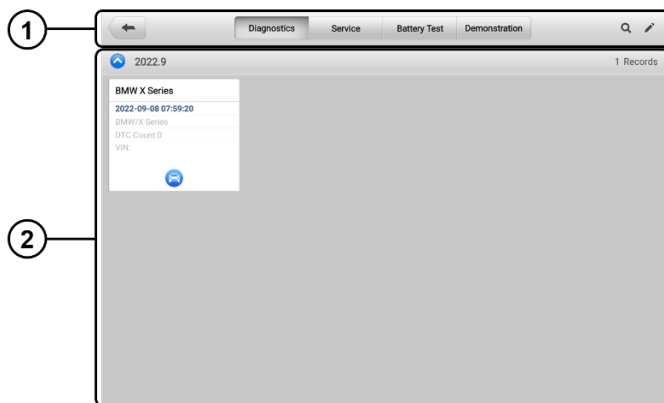 1
Diagnostics Service Battery Test Demonstration
2022.9 1 Records
BMW X Series
2022-09-08 07:59:20
BMW/X Series
DTC Count:0
VIN:
2